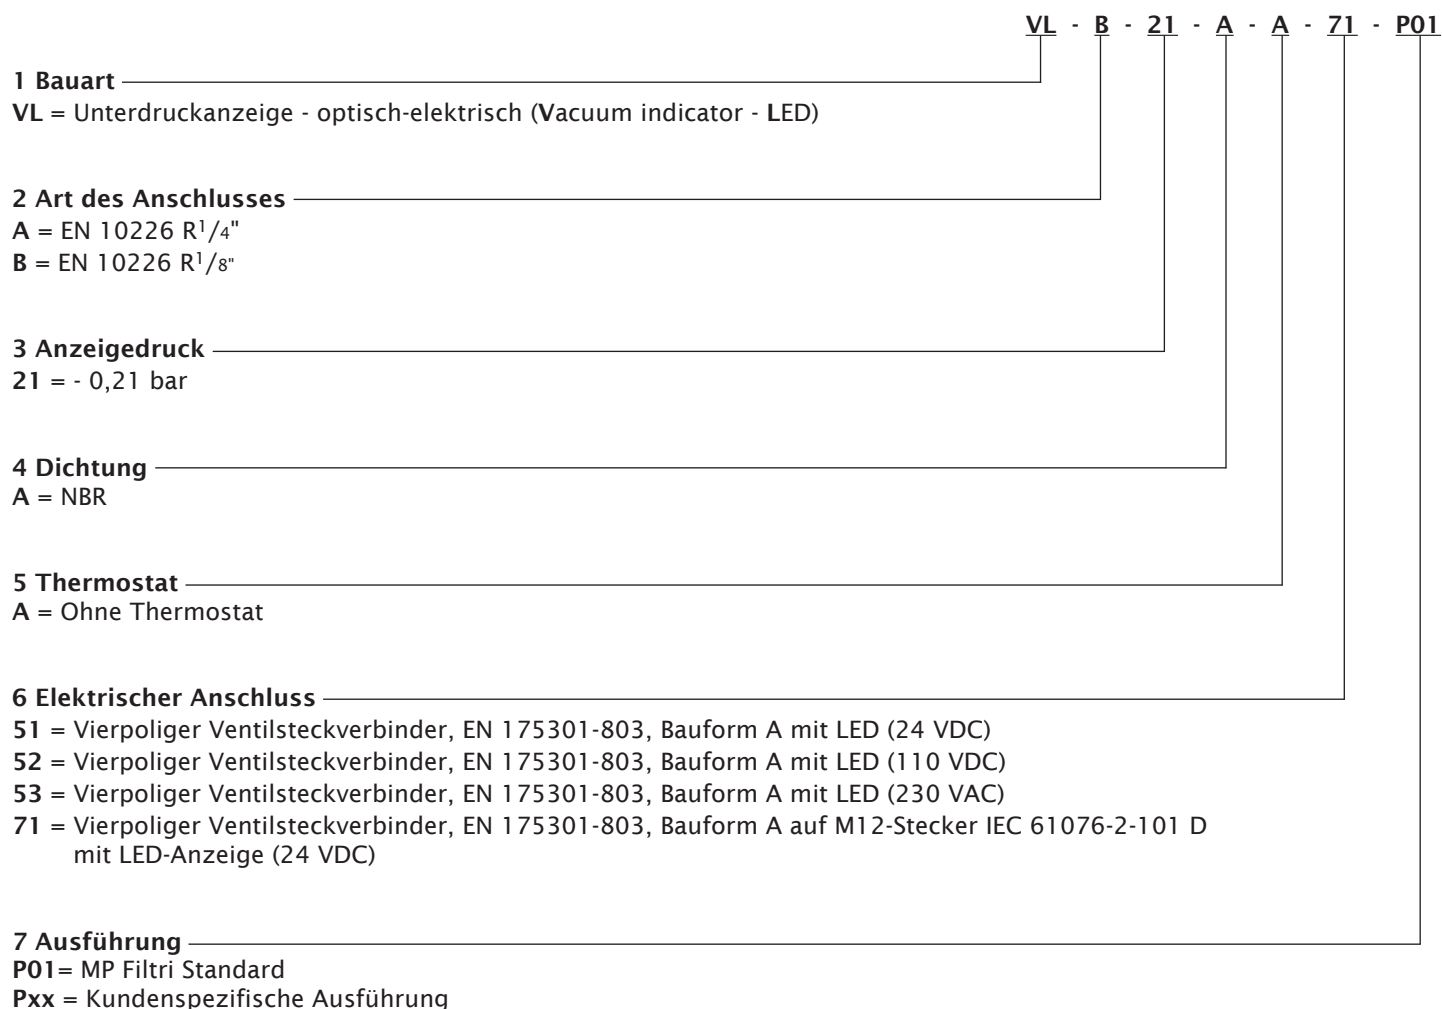 VL - B - 21 - A - A - 71 - P01
1 Bauart
VL = Unterdruckanzeige - optisch-elektrisch (Vacuum indicator - LED)
2 Art des Anschlusses
A = EN 10226 R1/4"
B = EN 10226 R1/8"
3 Anzeigedruck
21 = - 0,21 bar
4 Dichtung
A = NBR
5 Thermostat
A = Ohne Thermostat
6 Elektrischer Anschluss
51 = Vierpoliger Ventilsteckverbinder, EN 175301-803, Bauform A mit LED (24 VDC)
52 = Vierpoliger Ventilsteckverbinder, EN 175301-803, Bauform A mit LED (110 VDC)
53 = Vierpoliger Ventilsteckverbinder, EN 175301-803, Bauform A mit LED (230 VAC)
71 = Vierpoliger Ventilsteckverbinder, EN 175301-803, Bauform A auf M12-Stecker IEC 61076-2-101 D
mit LED-Anzeige (24 VDC)
7 Ausführung
P01= MP Filtri Standard
Pxx = Kundenspezifische Ausführung